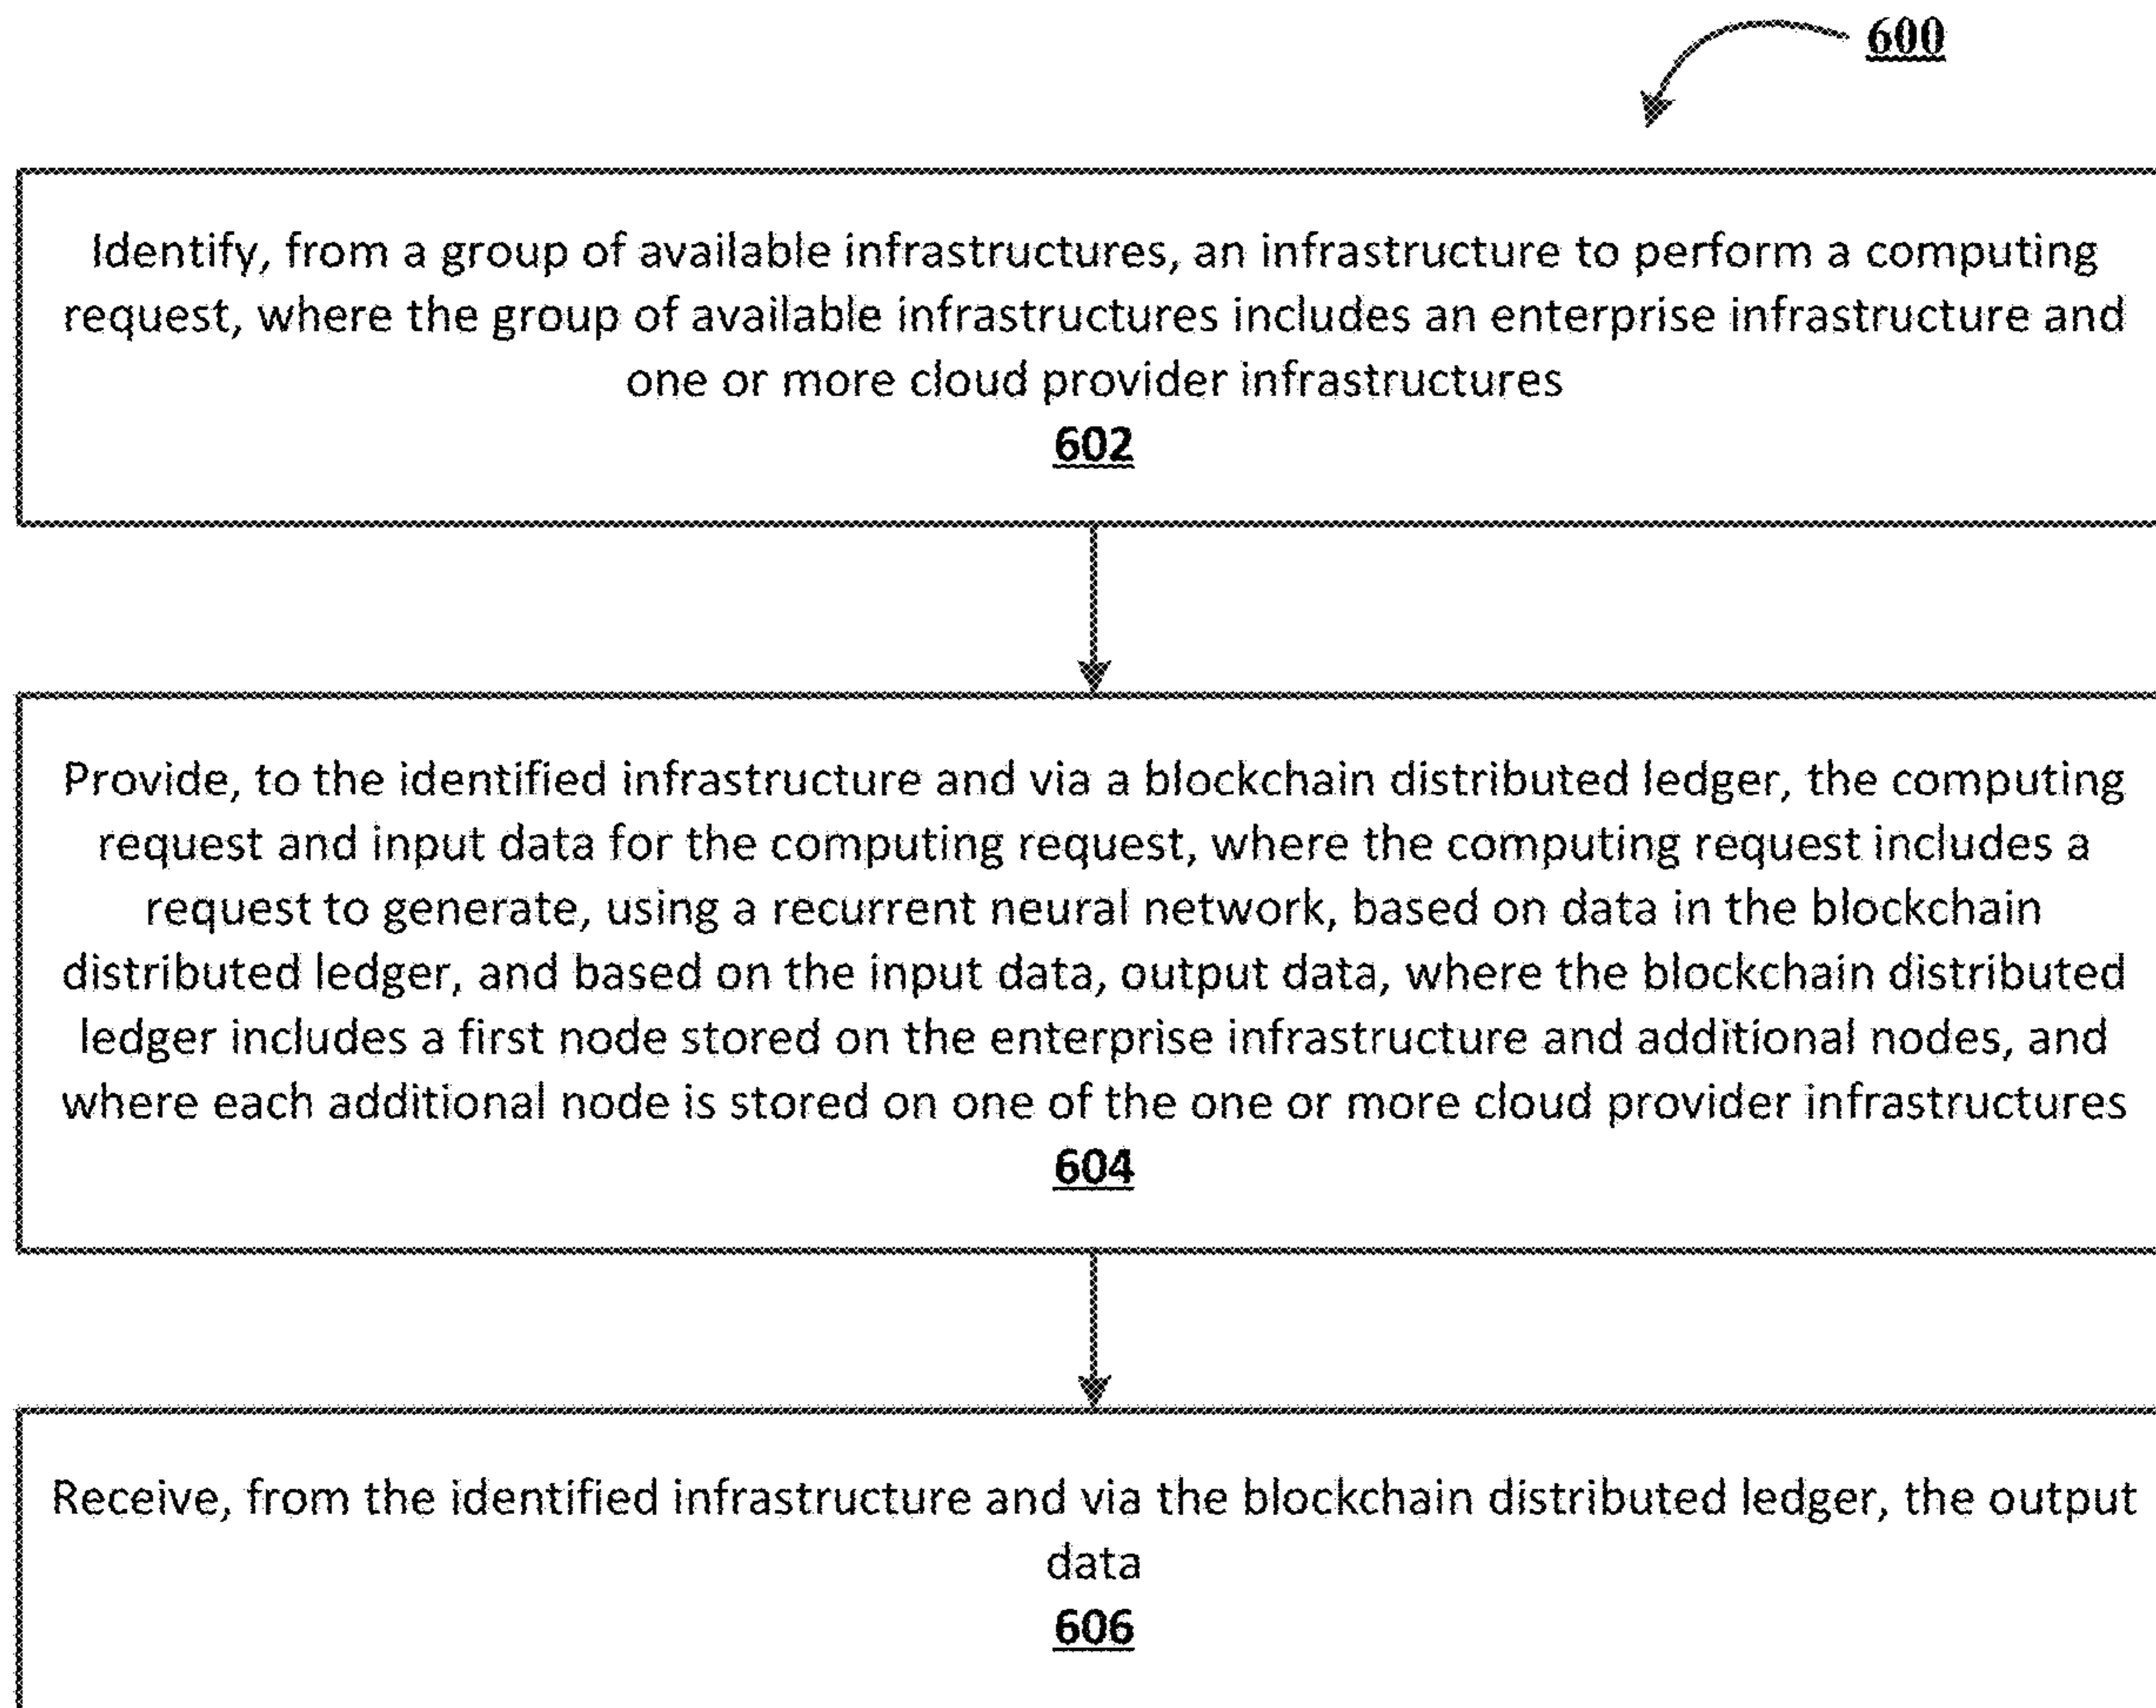 600
Identify, from a group of available infrastructures, an infrastructure to perform a computing
request, where the group of available infrastructures includes an enterprise infrastructure and
one or more cloud provider infrastructures
602
Provide, to the identified infrastructure and via a blockchain distributed ledger, the computing
request and input data for the computing request, where the computing request includes a
request to generate, using a recurrent neural network, based on data in the blockchain
distributed ledger, and based on the input data, output data, where the blockchain distributed
ledger includes a first node stored on the enterprise infrastructure and additional nodes, and
where each additional node is stored on one of the one or more cloud provider infrastructures
604
Receive, from the identified infrastructure and via the blockchain distributed ledger, the output
data
606